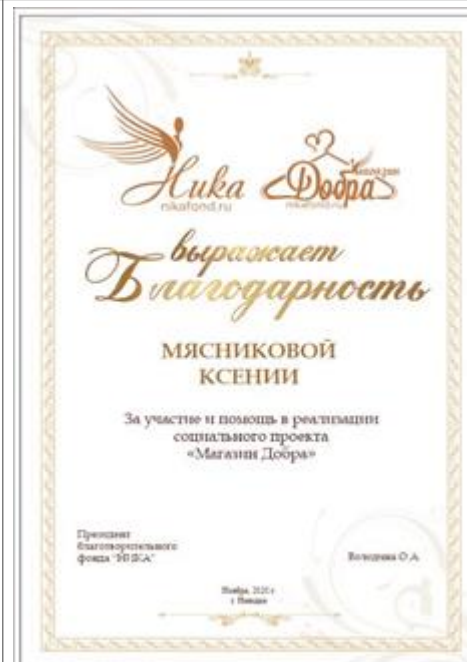 Ника
nikafond.ru
Магазин
Добра
nikafond.ru
выражает
Благодарность
МЯСНИКОВОЙ
КСЕНИИ
За участие и помощь в реализации
социального проекта
«Магазин Добра»
Президент
благотворительного
фонда "НИКА"
О.А.
Ноябрь, 2020 г